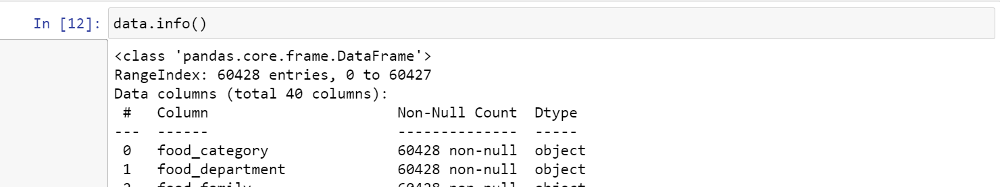 In [12]: data.info()
<class 'pandas.core.frame.DataFrame'>
RangeIndex: 60428 entries, 0 to 60427
Data columns (total 40 columns):
 #   Column                      Non-Null Count  Dtype
---  ------                      --------------  -----
 0   food_category               60428 non-null  object
 1   food_department             60428 non-null  object
 2   food_family                 60428 non-null  object